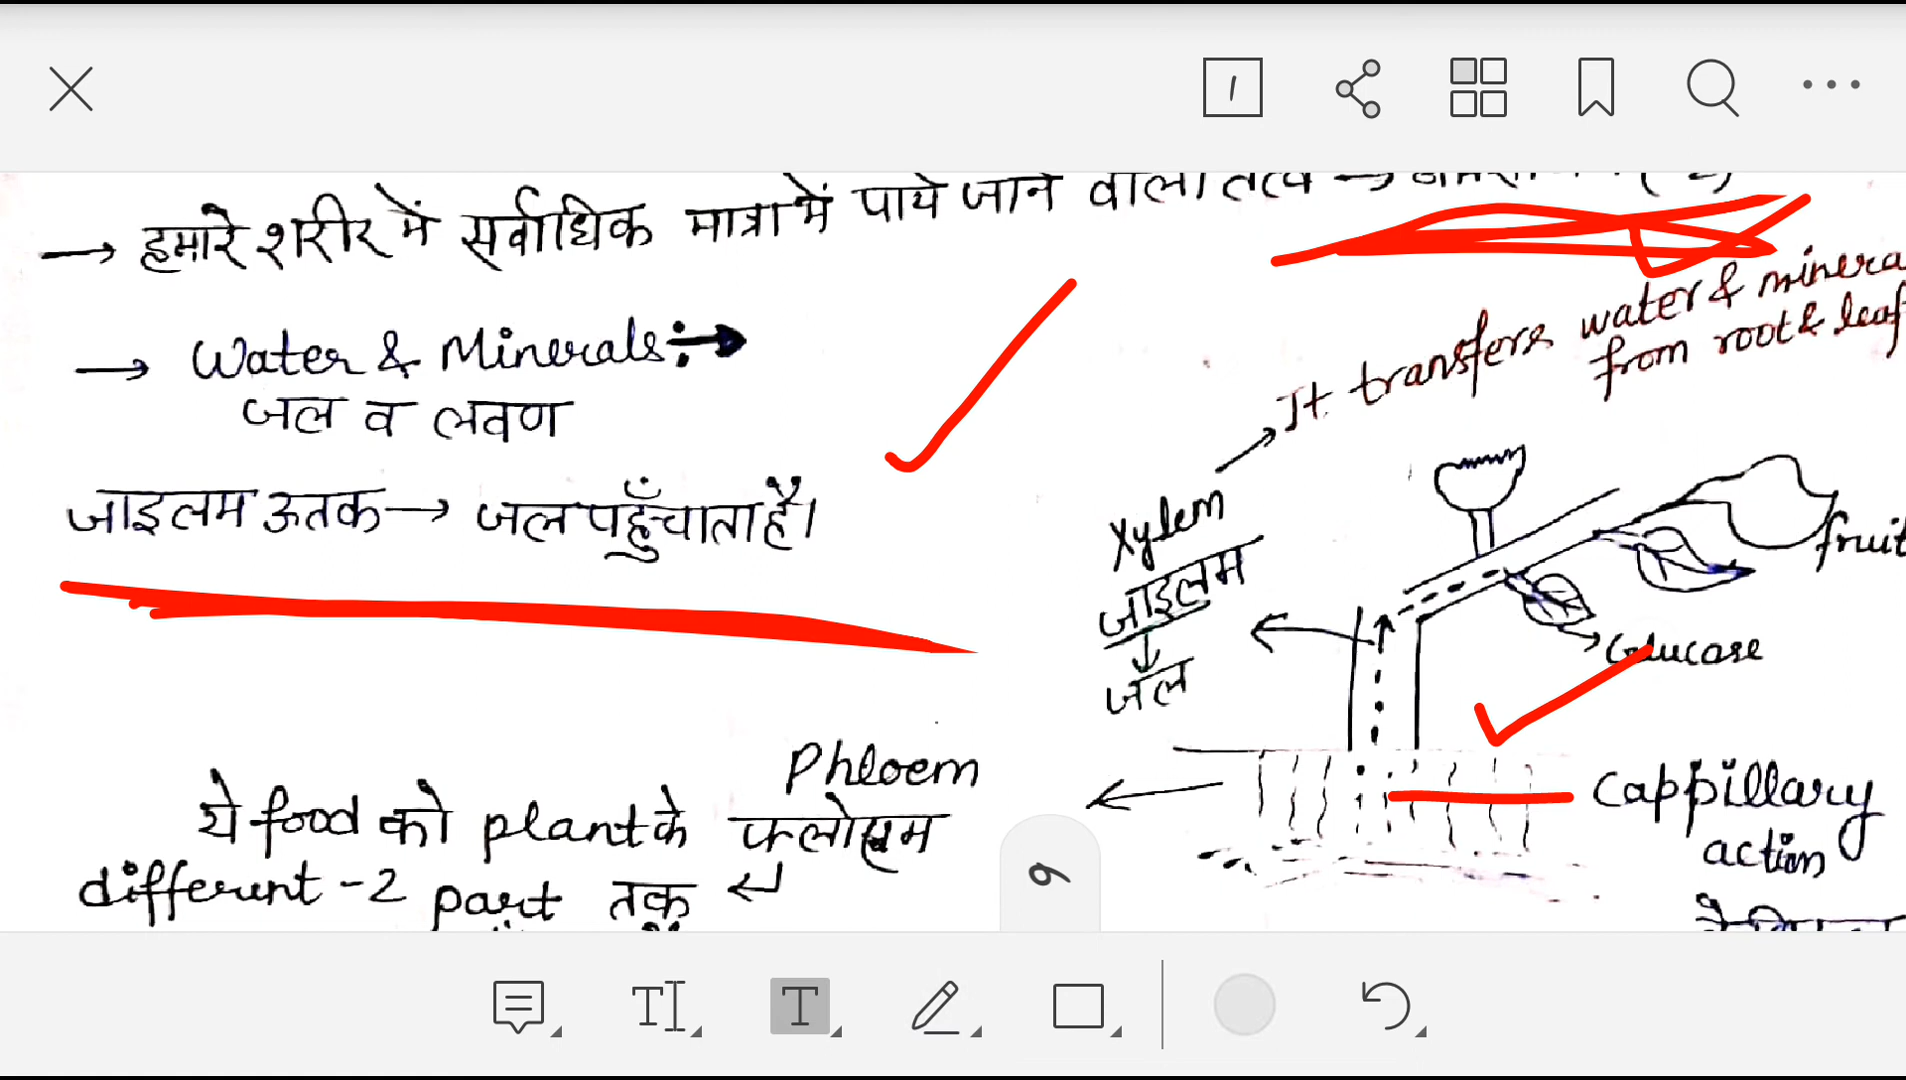 → हमारे शरीर में सर्वाधिक मात्रा में पाये जाने वाला तत्व →
→ Water & Minerals:→
जल व लवण
जाइलम ऊतक → जल पहुँचाता है।
It transfers water & minera
from root & leaf
Xylem
जाइलम
↓
जल
fruit
Glucose
Phloem
ये food को plant के फ्लोएम
different-2 part तक
Cappillary
action
9